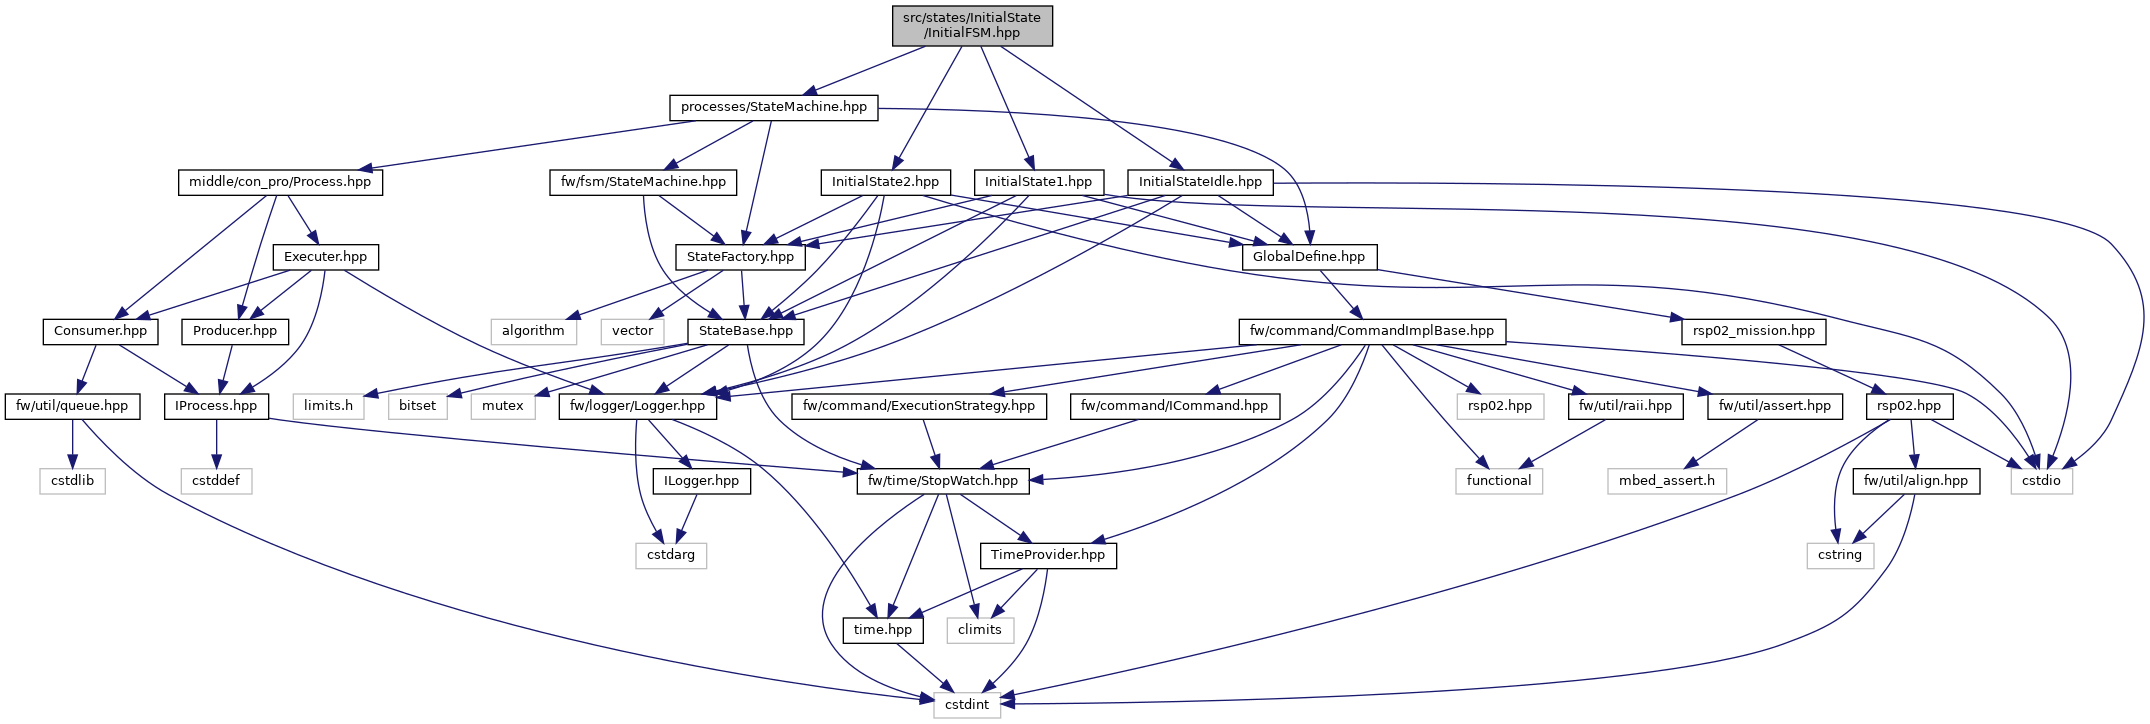 src/states/InitialState
/InitialFSM.hpp
processes/StateMachine.hpp
middle/con_pro/Process.hpp
fw/fsm/StateMachine.hpp
InitialState2.hpp
InitialState1.hpp
InitialStateIdle.hpp
Executer.hpp
StateFactory.hpp
GlobalDefine.hpp
Consumer.hpp
Producer.hpp
algorithm
vector
StateBase.hpp
fw/command/CommandImplBase.hpp
rsp02_mission.hpp
fw/util/queue.hpp
IProcess.hpp
limits.h
bitset
mutex
fw/logger/Logger.hpp
fw/command/ExecutionStrategy.hpp
fw/command/ICommand.hpp
rsp02.hpp
fw/util/raii.hpp
fw/util/assert.hpp
rsp02.hpp
cstdlib
cstddef
ILogger.hpp
fw/time/StopWatch.hpp
functional
mbed_assert.h
fw/util/align.hpp
cstdio
cstdarg
TimeProvider.hpp
cstring
time.hpp
climits
cstdint